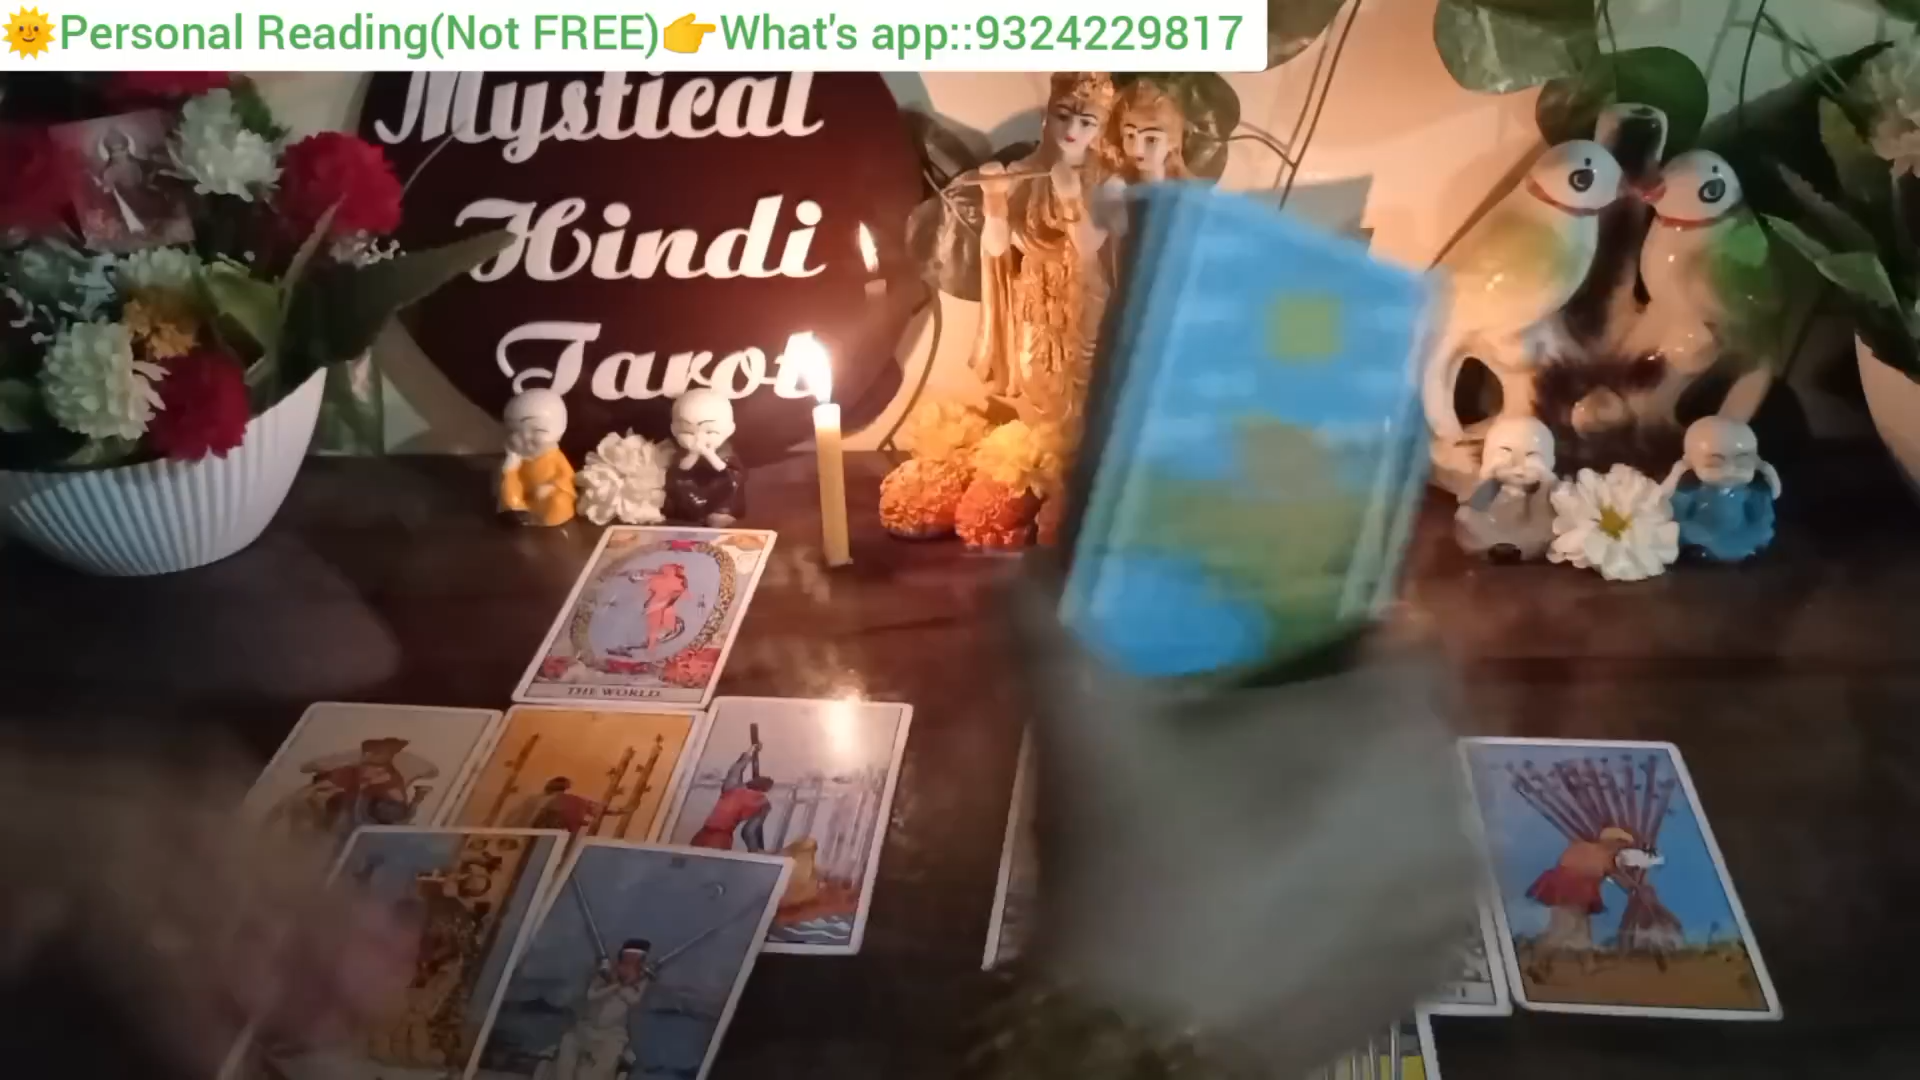 🌞Personal Reading(Not FREE)👉What's app::9324229817
Mystical
Hindi
Tarot
THE WORLD